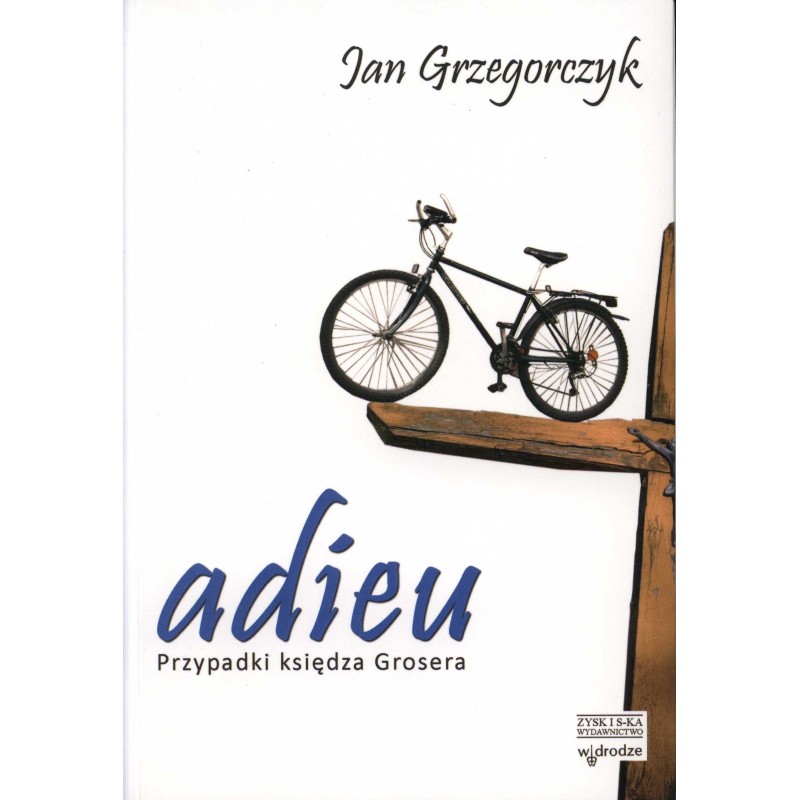 Jan Grzegorczyk
adieu
Przypadki księdza Grosera
ZYSK I S-KA
WYDAWNICTWO
w drodze